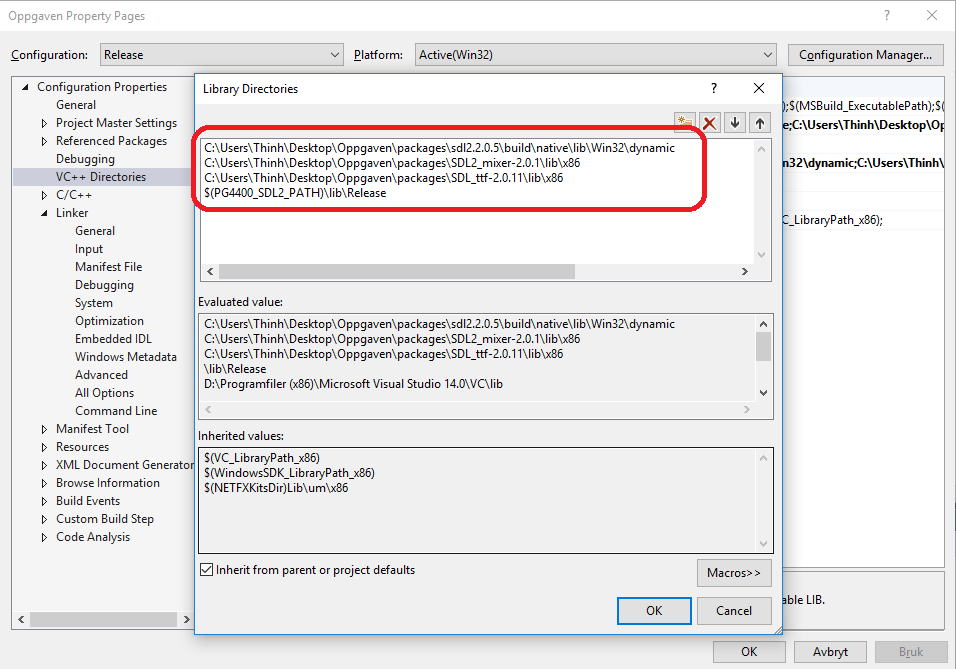 Oppgaven Property Pages
?
Configuration: Release Platform: Active(Win32) Configuration Manager...
Configuration Properties
General
Project Master Settings
Referenced Packages
Debugging
VC++ Directories
C/C++
Linker
General
Input
Manifest File
Debugging
System
Optimization
Embedded IDL
Windows Metadata
Advanced
All Options
Command Line
Manifest Tool
Resources
XML Document Generator
Browse Information
Build Events
Custom Build Step
Code Analysis
Library Directories
?
C:\Users\Thinh\Desktop\Oppgaven\packages\sdl2.2.0.5\build\native\lib\Win32\dynamic
C:\Users\Thinh\Desktop\Oppgaven\packages\SDL2_mixer-2.0.1\lib\x86
C:\Users\Thinh\Desktop\Oppgaven\packages\SDL_ttf-2.0.11\lib\x86
$(PG4400_SDL2_PATH)\lib\Release
Evaluated value:
C:\Users\Thinh\Desktop\Oppgaven\packages\sdl2.2.0.5\build\native\lib\Win32\dynamic
C:\Users\Thinh\Desktop\Oppgaven\packages\SDL2_mixer-2.0.1\lib\x86
C:\Users\Thinh\Desktop\Oppgaven\packages\SDL_ttf-2.0.11\lib\x86
\lib\Release
D:\Programfiler (x86)\Microsoft Visual Studio 14.0\VC\lib
Inherited values:
$(VC_LibraryPath_x86)
$(WindowsSDK_LibraryPath_x86)
$(NETFXKitsDir)Lib\um\x86
Inherit from parent or project defaults
Macros>>
OK Cancel
);$(MSBuild_ExecutablePath);$(
e;C:\Users\Thinh\Desktop\Op
n32\dynamic;C:\Users\Thinh\
C_LibraryPath_x86);
able LIB.
OK Avbryt Bruk